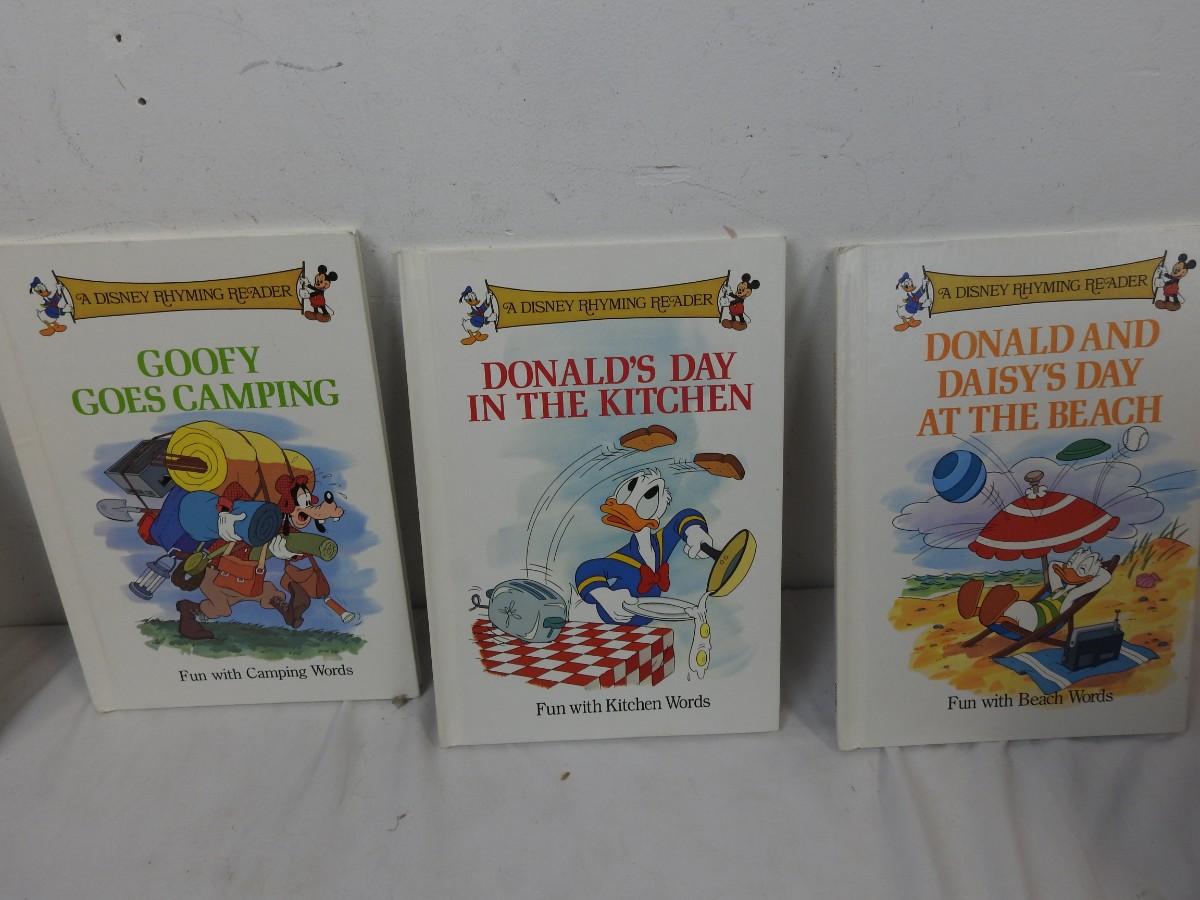 A DISNEY RHYMING READER
GOOFY
GOES CAMPING
Fun with Camping Words
A DISNEY RHYMING READER
DONALD'S DAY
IN THE KITCHEN
Fun with Kitchen Words
A DISNEY RHYMING READER
DONALD AND
DAISY'S DAY
AT THE BEACH
Fun with Beach Words